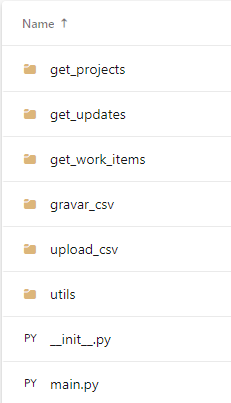 Name ↑
get_projects
get_updates
get_work_items
gravar_csv
upload_csv
utils
PY __init__.py
PY main.py